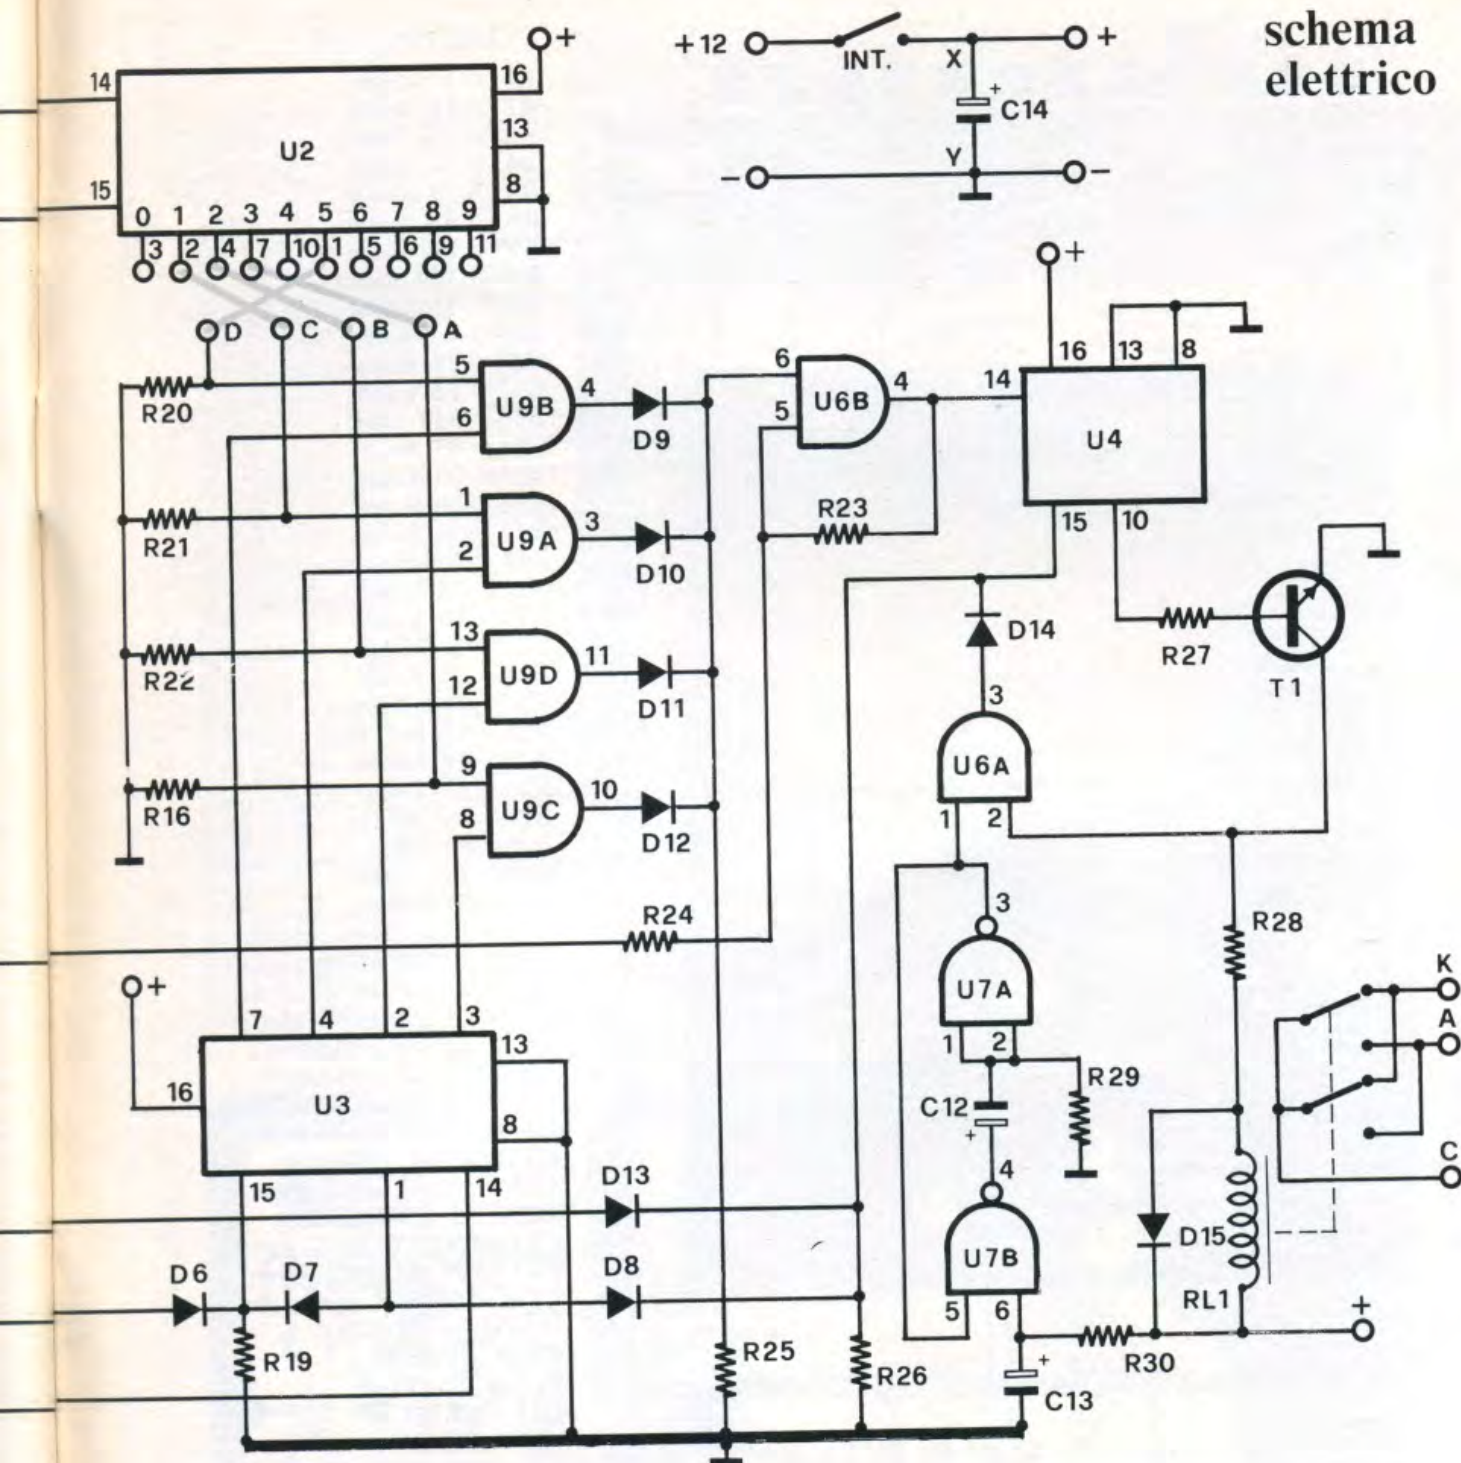 schema
elettrico
+12
INT.
X
+
+
C14
Y
-
-
+
14
16
13
U2
15
8
0 1 2 3 4 5 6 7 8 9
3 2 4 7 10 1 5 6 9 11
D C B A
+
16 13 8
14
U4
15 10
R20
5
6
U9B
4
D9
6
5
U6B
4
R23
R21
1
2
U9A
3
D10
R27
T1
D14
R22
13
12
U9D
11
D11
3
U6A
1 2
R16
9
8
U9C
10
D12
R24
3
U7A
1 2
R28
R29
C12
+
K
A
C
+
7 4 2 3
16
U3
13
8
15 1 14
D13
4
U7B
5 6
D15
RL1
+
D6 D7 D8
R19
R25
R26
+
C13
R30